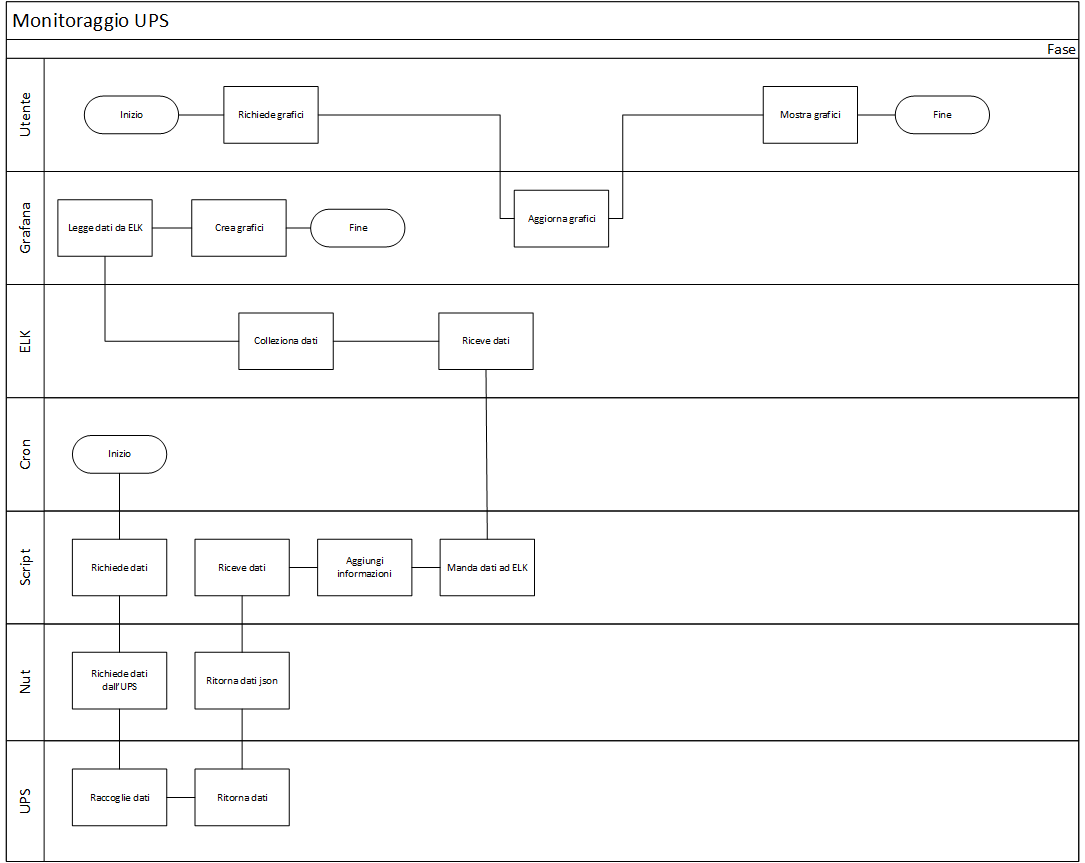 Monitoraggio UPS
Fase
Utente
Inizio
Richiede grafici
Mostra grafici
Fine
Grafana
Legge dati da ELK
Crea grafici
Fine
Aggiorna grafici
ELK
Colleziona dati
Riceve dati
Cron
Inizio
Script
Richiede dati
Riceve dati
Aggiungi
informazioni
Manda dati ad ELK
Nut
Richiede dati
dall'UPS
Ritorna dati json
UPS
Raccoglie dati
Ritorna dati